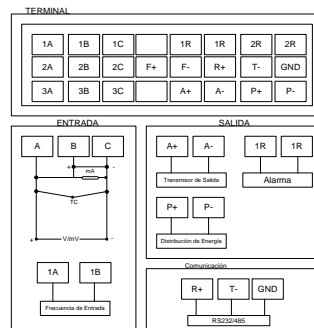 TERMINAL
1A 1B 1C 1R 1R 2R 2R
2A 2B 2C F+ F- R+ T- GND
3A 3B 3C A+ A- P+ P-
ENTRADA
A B C
+ -
mA
TC
+ V/mV -
1A 1B
Frecuencia de Entrada
SALIDA
A+ A- 1R 1R
Transmisor de Salida Alarma
P+ P-
Distribución de Energía
Comunicación
R+ T- GND
RS232/485